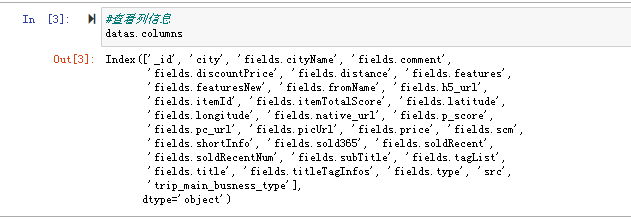 In [3]: #查看列信息
datas.columns
Out[3]: Index(['_id', 'city', 'fields.cityName', 'fields.comment',
'fields.discountPrice', 'fields.distance', 'fields.features',
'fields.featuresNew', 'fields.fromName', 'fields.h5_url',
'fields.itemId', 'fields.itemTotalScore', 'fields.latitude',
'fields.longitude', 'fields.native_url', 'fields.p_score',
'fields.pc_url', 'fields.picUrl', 'fields.price', 'fields.scm',
'fields.shortInfo', 'fields.sold365', 'fields.soldRecent',
'fields.soldRecentNum', 'fields.subTitle', 'fields.tagList',
'fields.title', 'fields.titleTagInfos', 'fields.type', 'src',
'trip_main_busness_type'],
dtype='object')